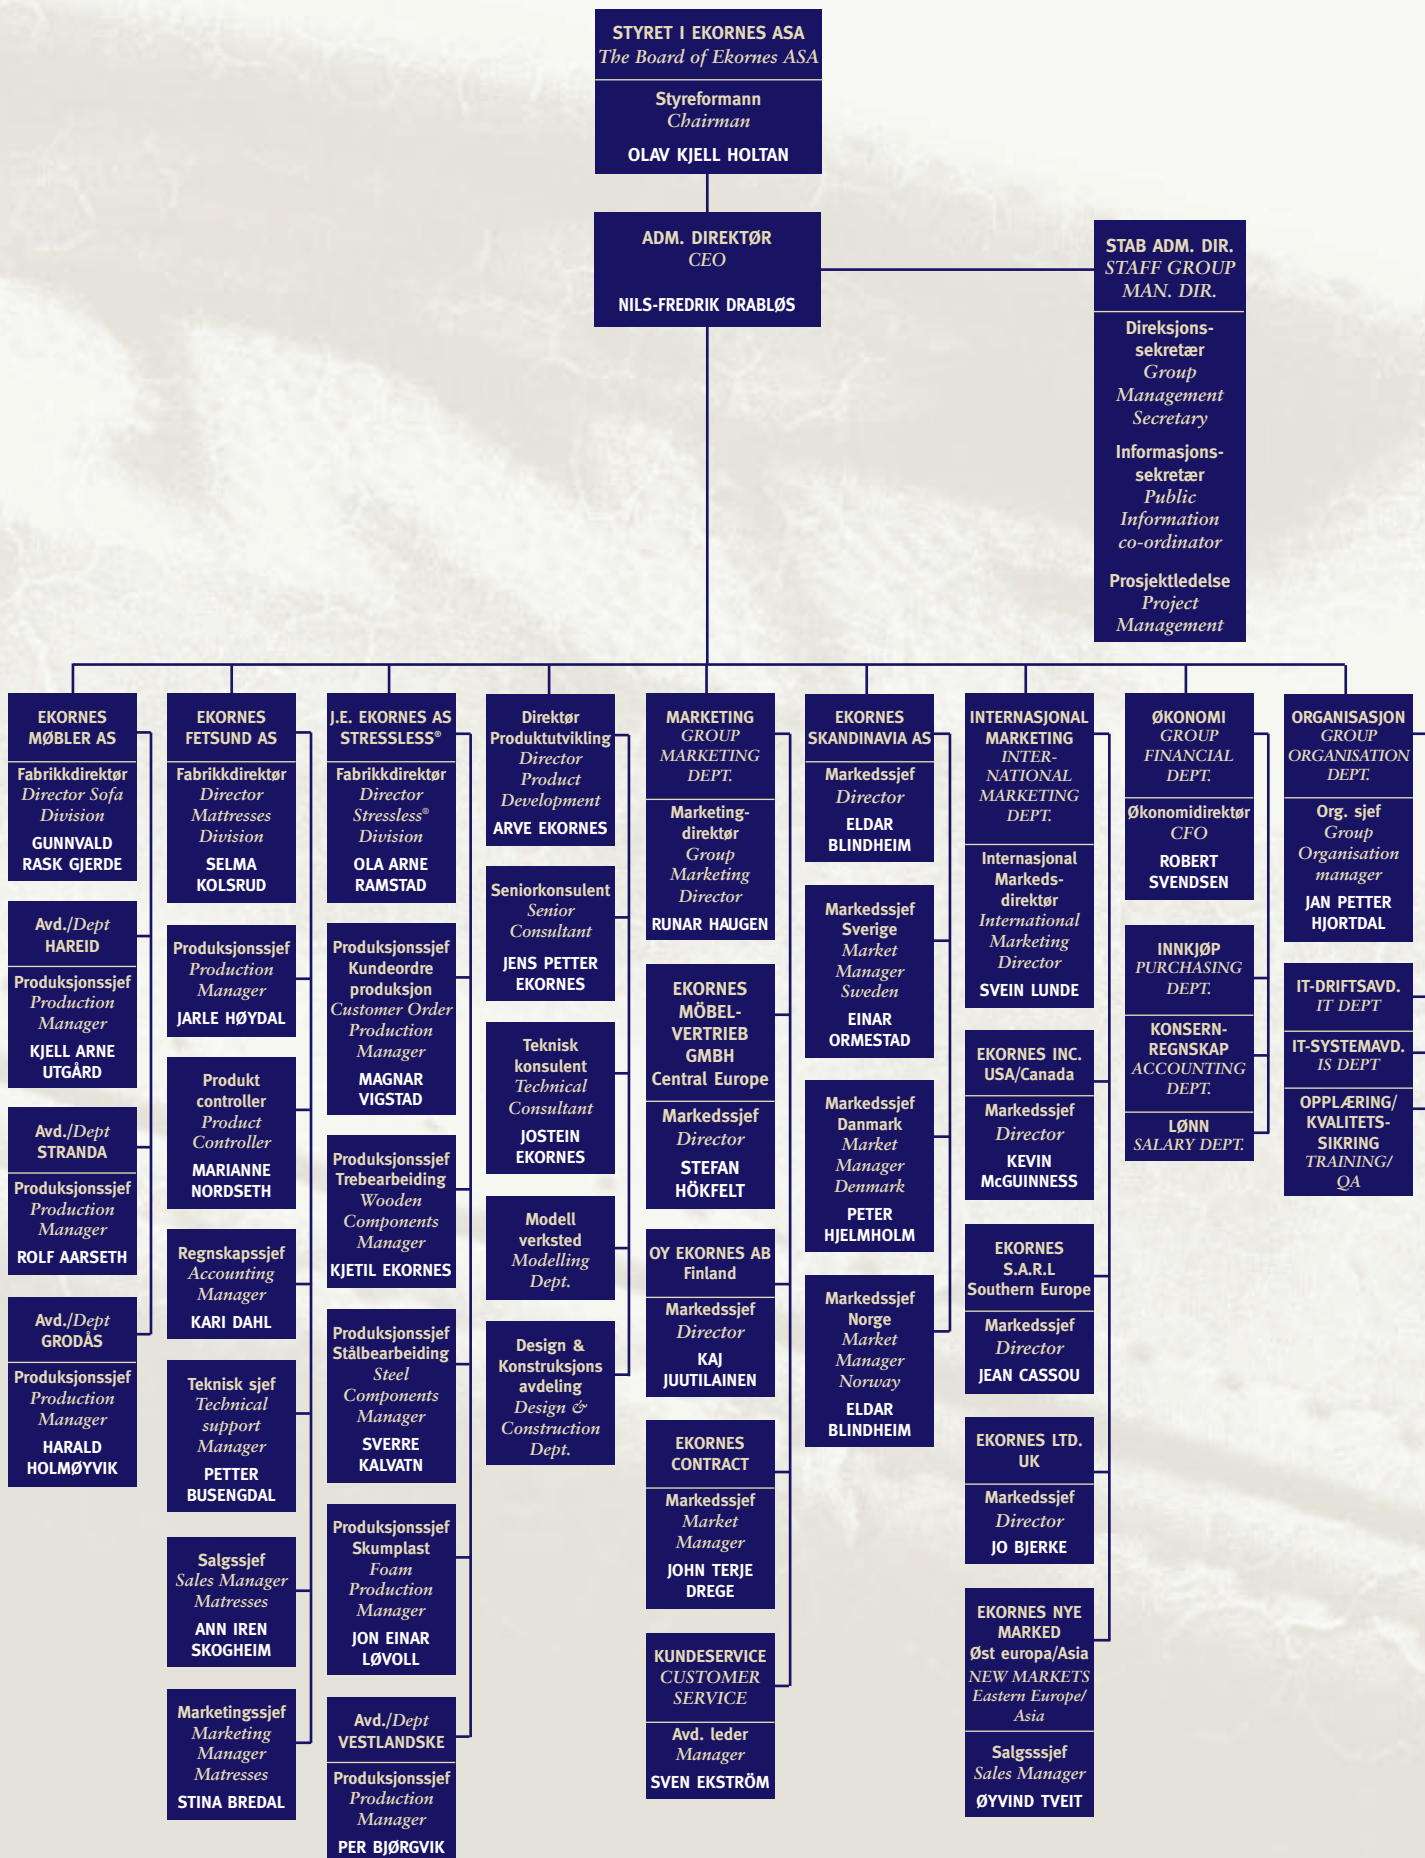 STYRET I EKORNES ASA
The Board of Ekornes ASA
Styreformann
Chairman
OLAV KJELL HOLTAN
ADM. DIREKTØR
CEO
NILS-FREDRIK DRABLØS
STAB ADM. DIR.
STAFF GROUP
MAN. DIR.
Direksjons-
sekretær
Group
Management
Secretary
Informasjons-
sekretær
Public
Information
co-ordinator
Prosjektledelse
Project
Management
EKORNES
MØBLER AS
Fabrikkdirektør
Director Sofa
Division
GUNNVALD
RASK GJERDE
Avd./Dept
HAREID
Produksjonssjef
Production
Manager
KJELL ARNE
UTGÅRD
Avd./Dept
STRANDA
Produksjonssjef
Production
Manager
ROLF AARSETH
Avd./Dept
GRODÅS
Produksjonssjef
Production
Manager
HARALD
HOLMØYVIK
EKORNES
FETSUND AS
Fabrikkdirektør
Director
Mattresses
Division
SELMA
KOLSRUD
Produksjonssjef
Production
Manager
JARLE HØYDAL
Produkt
controller
Product
Controller
MARIANNE
NORDSETH
Regnskapssjef
Accounting
Manager
KARI DAHL
Teknisk sjef
Technical
support
Manager
PETTER
BUSENGDAL
Salgssjef
Sales Manager
Matresses
ANN IREN
SKOGHEIM
Marketingssjef
Marketing
Manager
Matresses
STINA BREDAL
J.E. EKORNES AS
STRESSLESS®
Fabrikkdirektør
Director
Stressless®
Division
OLA ARNE
RAMSTAD
Produksjonssjef
Kundeordre
produksjon
Customer Order
Production
Manager
MAGNAR
VIGSTAD
Produksjonssjef
Trebearbeiding
Wooden
Components
Manager
KJETIL EKORNES
Produksjonssjef
Stålbearbeiding
Steel
Components
Manager
SVERRE
KALVATN
Produksjonssjef
Skumplast
Foam
Production
Manager
JON EINAR
LØVOLL
Avd./Dept
VESTLANDSKE
Produksjonssjef
Production
Manager
PER BJØRGVIK
Direktør
Produktutvikling
Director
Product
Development
ARVE EKORNES
Seniorkonsulent
Senior
Consultant
JENS PETTER
EKORNES
Teknisk
konsulent
Technical
Consultant
JOSTEIN
EKORNES
Modell
verksted
Modelling
Dept.
Design &
Konstruksjons
avdeling
Design &
Construction
Dept.
MARKETING
GROUP
MARKETING
DEPT.
Marketing-
direktør
Group
Marketing
Director
RUNAR HAUGEN
EKORNES
MÖBEL-
VERTRIEB
GMBH
Central Europe
Markedssjef
Director
STEFAN
HÖKFELT
OY EKORNES AB
Finland
Markedssjef
Director
KAJ
JUUTILAINEN
EKORNES
CONTRACT
Markedssjef
Market
Manager
JOHN TERJE
DREGE
KUNDESERVICE
CUSTOMER
SERVICE
Avd. leder
Manager
SVEN EKSTRÖM
EKORNES
SKANDINAVIA AS
Markedssjef
Director
ELDAR
BLINDHEIM
Markedssjef
Sverige
Market
Manager
Sweden
EINAR
ORMESTAD
Markedssjef
Danmark
Market
Manager
Denmark
PETER
HJELMHOLM
Markedssjef
Norge
Market
Manager
Norway
ELDAR
BLINDHEIM
INTERNASJONAL
MARKETING
INTER-
NATIONAL
MARKETING
DEPT.
Internasjonal
Markeds-
direktør
International
Marketing
Director
SVEIN LUNDE
EKORNES INC.
USA/Canada
Markedssjef
Director
KEVIN
McGUINNESS
EKORNES
S.A.R.L
Southern Europe
Markedssjef
Director
JEAN CASSOU
EKORNES LTD.
UK
Markedssjef
Director
JO BJERKE
EKORNES NYE
MARKED
Øst europa/Asia
NEW MARKETS
Eastern Europe/
Asia
Salgsssjef
Sales Manager
ØYVIND TVEIT
ØKONOMI
GROUP
FINANCIAL
DEPT.
Økonomidirektør
CFO
ROBERT
SVENDSEN
INNKJØP
PURCHASING
DEPT.
KONSERN-
REGNSKAP
ACCOUNTING
DEPT.
LØNN
SALARY DEPT.
ORGANISASJON
GROUP
ORGANISATION
DEPT.
Org. sjef
Group
Organisation
manager
JAN PETTER
HJORTDAL
IT-DRIFTSAVD.
IT DEPT
IT-SYSTEMAVD.
IS DEPT
OPPLÆRING/
KVALITETS-
SIKRING
TRAINING/
QA